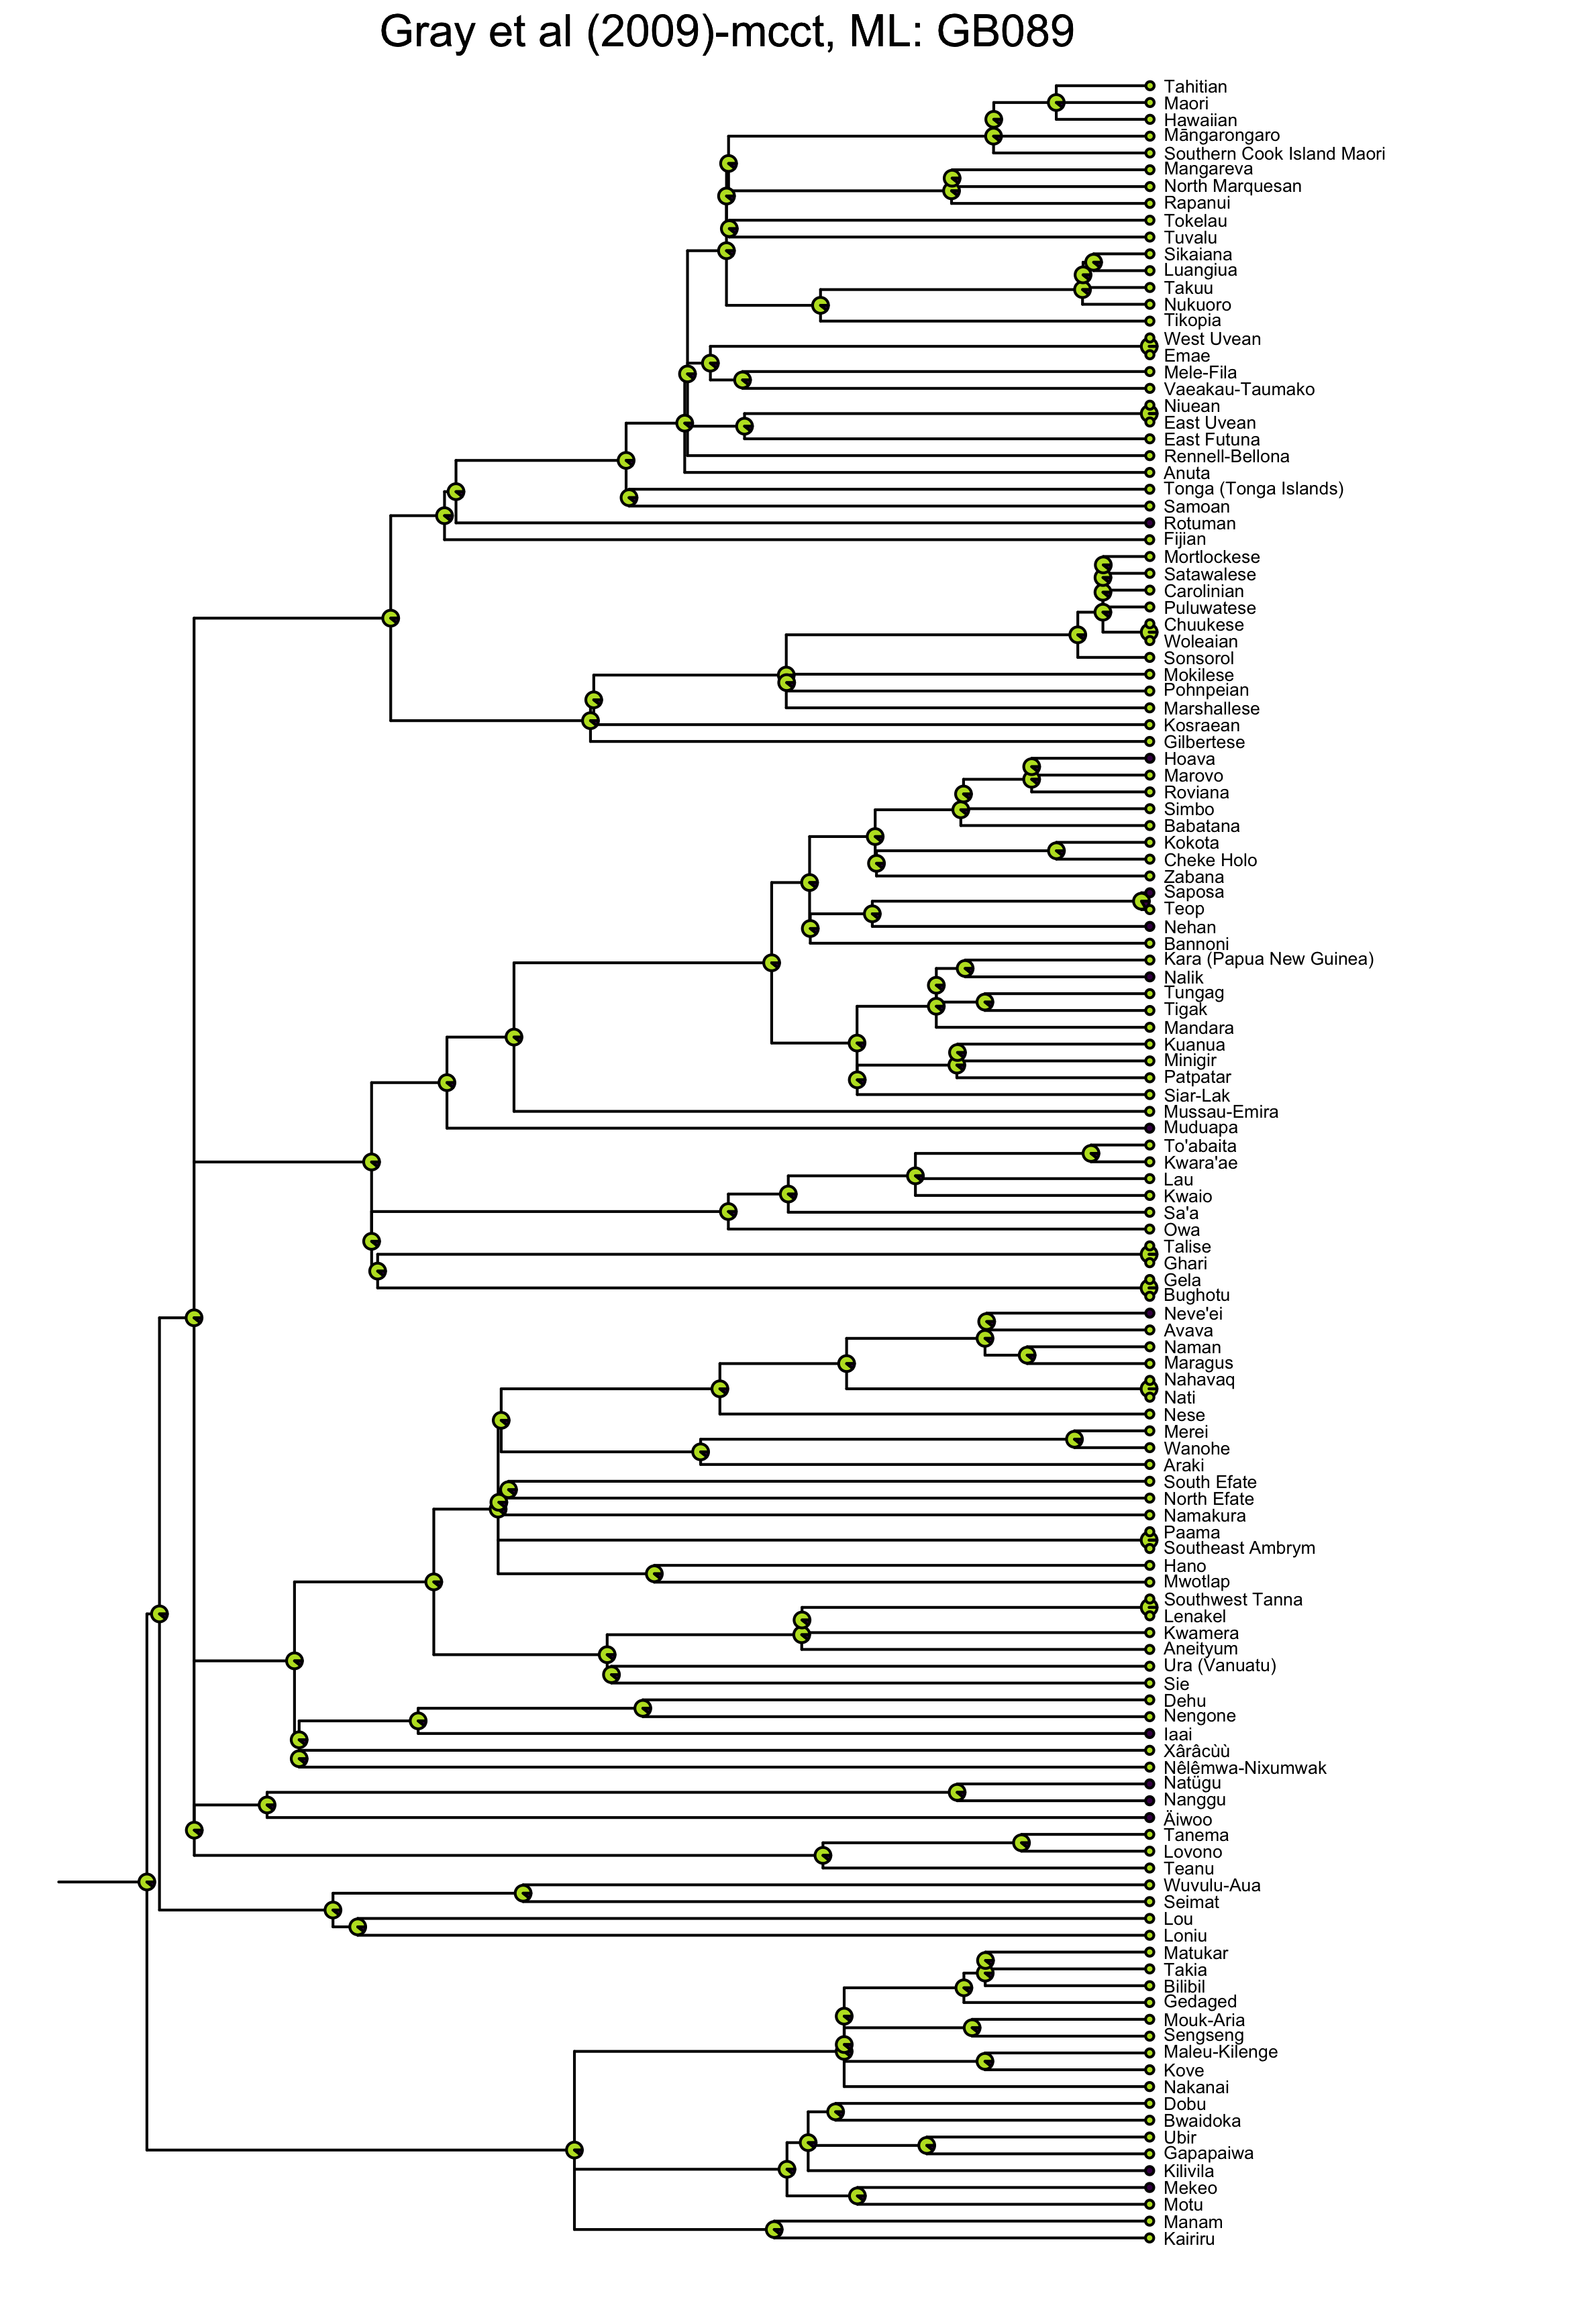 Gray et al (2009)-mcct, ML: GB089
Tahitian
Maori
Hawaiian
Māngarongaro
Southern Cook Island Maori
Mangareva
North Marquesan
Rapanui
Tokelau
Tuvalu
Sikaiana
Luangiua
Takuu
Nukuoro
Tikopia
West Uvean
Emae
Mele-Fila
Vaeakau-Taumako
Niuean
East Uvean
East Futuna
Rennell-Bellona
Anuta
Tonga (Tonga Islands)
Samoan
Rotuman
Fijian
Mortlockese
Satawalese
Carolinian
Puluwatese
Chuukese
Woleaian
Sonsorol
Mokilese
Pohnpeian
Marshallese
Kosraean
Gilbertese
Hoava
Marovo
Roviana
Simbo
Babatana
Kokota
Cheke Holo
Zabana
Saposa
Teop
Nehan
Bannoni
Kara (Papua New Guinea)
Nalik
Tungag
Tigak
Mandara
Kuanua
Minigir
Patpatar
Siar-Lak
Mussau-Emira
Muduapa
To'abaita
Kwara'ae
Lau
Kwaio
Sa'a
Owa
Talise
Ghari
Gela
Bughotu
Neve'ei
Avava
Naman
Maragus
Nahavaq
Nati
Nese
Merei
Wanohe
Araki
South Efate
North Efate
Namakura
Paama
Southeast Ambrym
Hano
Mwotlap
Southwest Tanna
Lenakel
Kwamera
Aneityum
Ura (Vanuatu)
Sie
Dehu
Nengone
Iaai
Xârâcùù
Nêlêmwa-Nixumwak
Natügu
Nanggu
Äiwoo
Tanema
Lovono
Teanu
Wuvulu-Aua
Seimat
Lou
Loniu
Matukar
Takia
Bilibil
Gedaged
Mouk-Aria
Sengseng
Maleu-Kilenge
Kove
Nakanai
Dobu
Bwaidoka
Ubir
Gapapaiwa
Kilivila
Mekeo
Motu
Manam
Kairiru